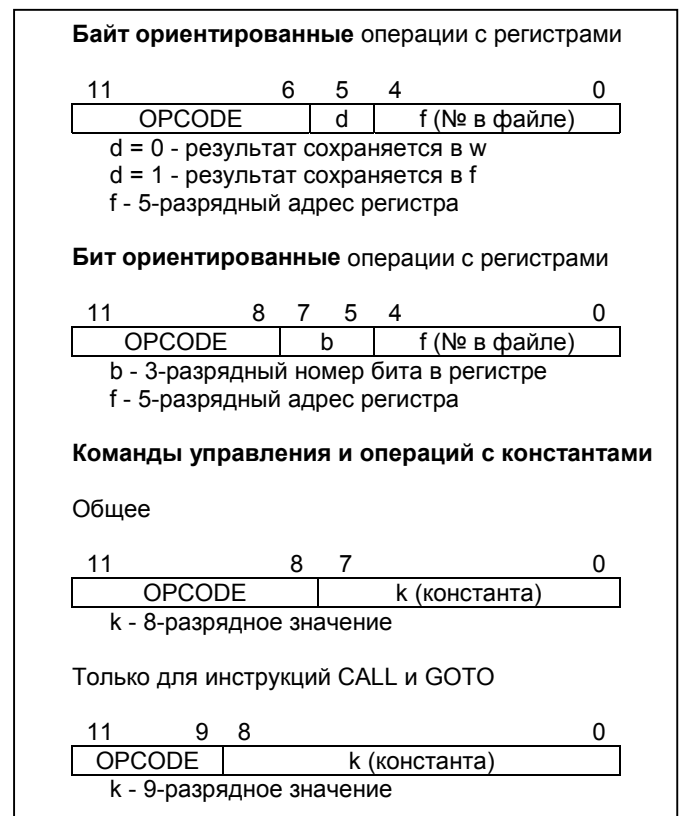 Байт ориентированные операции с регистрами
11 6 5 4 0
OPCODE d f (№ в файле)
d = 0 - результат сохраняется в w
d = 1 - результат сохраняется в f
f - 5-разрядный адрес регистра
Бит ориентированные операции с регистрами
11 8 7 5 4 0
OPCODE b f (№ в файле)
b - 3-разрядный номер бита в регистре
f - 5-разрядный адрес регистра
Команды управления и операций с константами
Общее
11 8 7 0
OPCODE k (константа)
k - 8-разрядное значение
Только для инструкций CALL и GOTO
11 9 8 0
OPCODE k (константа)
k - 9-разрядное значение